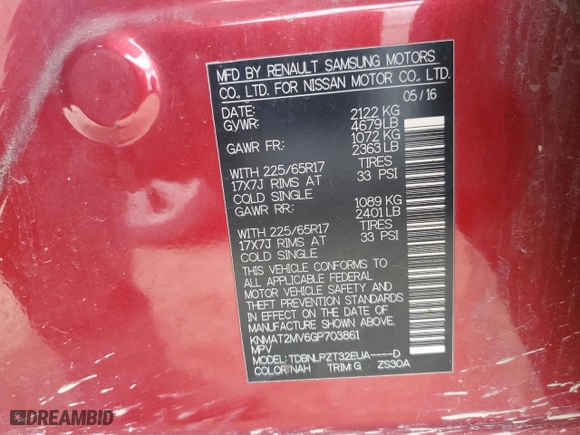 MFD BY RENAULT SAMSUNG MOTORS
CO., LTD. FOR NISSAN MOTOR CO., LTD.
05/16
DATE: 2122 KG
GVWR: 4679LB
1072 KG
GAWR FR: 2363 LB
WITH 225/65R17 TIRES
17X7J RIMS AT 33 PSI
COLD SINGLE
GAWR RR: 1089 KG
2401LB
WITH 225/65R17 TIRES
17X7J RIMS AT 33 PSI
COLD SINGLE
THIS VEHICLE CONFORMS TO
ALL APPLICABLE FEDERAL
MOTOR VEHICLE SAFETY AND
THEFT PREVENTION STANDARDS
IN EFFECT ON THE DATE OF
MANUFACTURE SHOWN ABOVE.
KNMAT2MV6GP703861
MPV
MODEL: TDBNLPZT32EUA----D
COLOR: NAH TRIM G ZS30A
DREAMBID